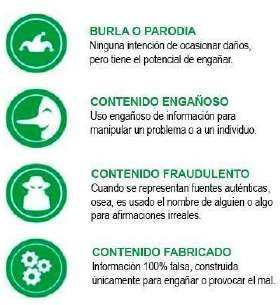 BURLA O PARODIA
Ninguna intención de ocasionar daños,
pero tiene el potencial de engañar.
CONTENIDO ENGAÑOSO
Uso engañoso de información para
manipular un problema o a un individuo.
CONTENIDO FRAUDULENTO
Cuando se representan fuentes auténticas,
osea, es usado el nombre de alguien o algo
para afirmaciones irreales.
CONTENIDO FABRICADO
Información 100% falsa, construida
únicamente para engañar o provocar el mal.